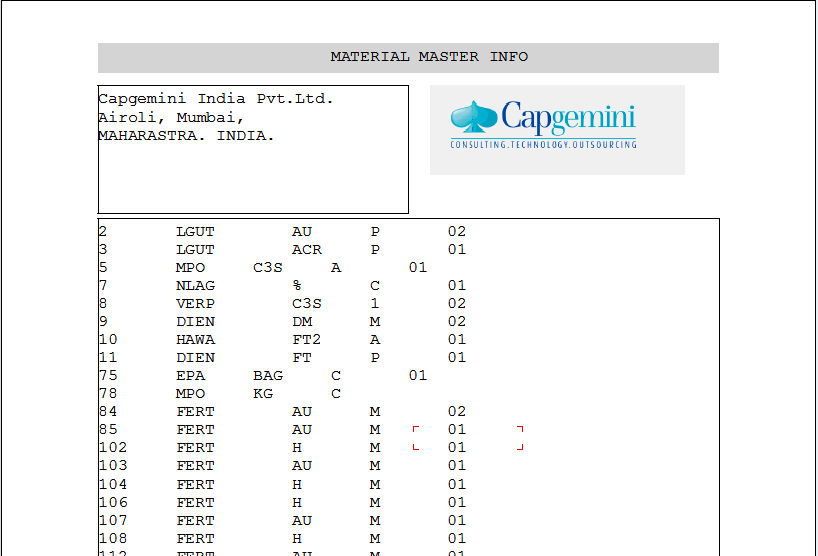 MATERIAL MASTER INFO
Capgemini India Pvt.Ltd.
Airoli, Mumbai,
MAHARASTRA. INDIA.
Capgemini
CONSULTING.TECHNOLOGY.OUTSOURCING
2 LGUT AU P 02
3 LGUT ACR P 01
5 MPO C3S A 01
7 NLAG % C 01
8 VERP C3S 1 02
9 DIEN DM M 02
10 HAWA FT2 A 01
11 DIEN FT P 01
75 EPA BAG C 01
78 MPO KG C
84 FERT AU M 02
85 FERT AU M 01
102 FERT H M 01
103 FERT AU M 01
104 FERT H M 01
106 FERT H M 01
107 FERT AU M 01
108 FERT H M 01
112 FERT AU M 01